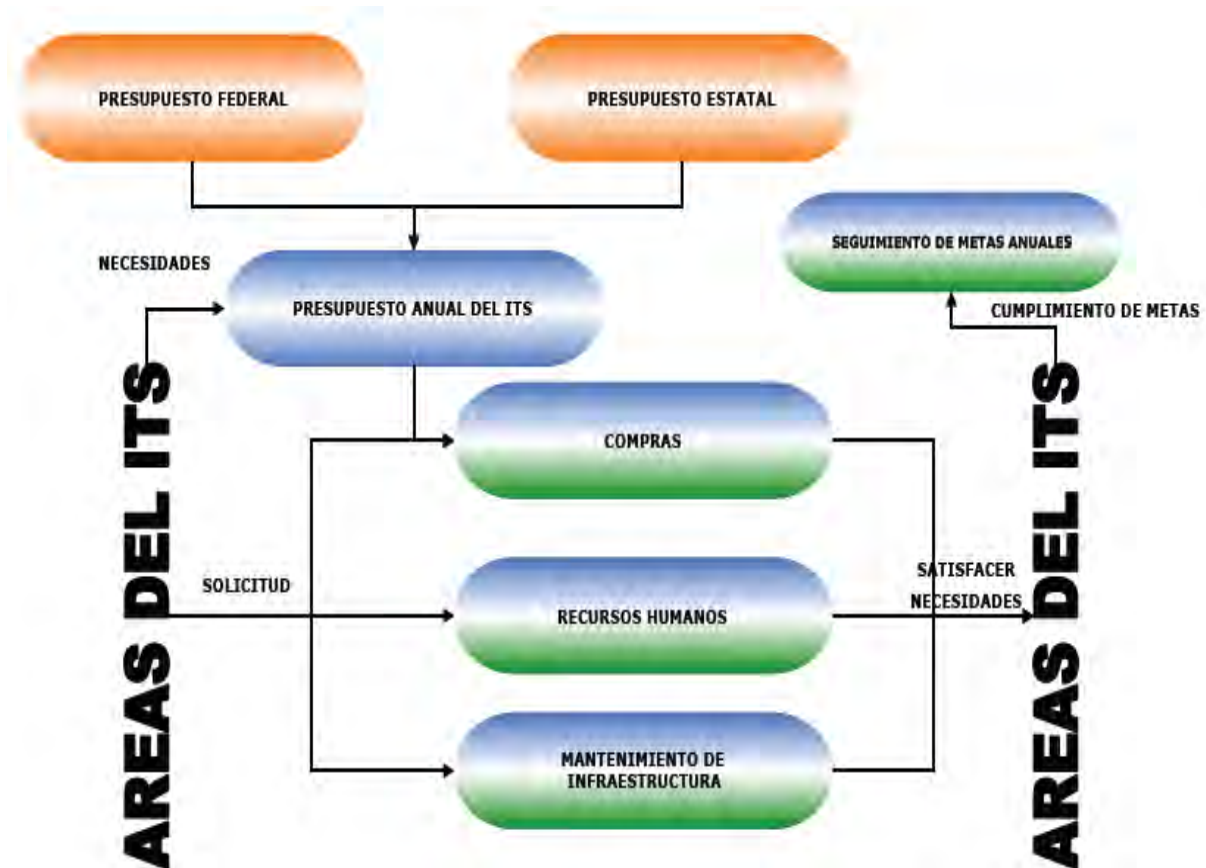 PRESUPUESTO FEDERAL
PRESUPUESTO ESTATAL
SEGUIMIENTO DE METAS ANUALES
NECESIDADES
PRESUPUESTO ANUAL DEL ITS
CUMPLIMIENTO DE METAS
AREAS DEL ITS
COMPRAS
SOLICITUD
RECURSOS HUMANOS
SATISFACER
NECESIDADES
MANTENIMIENTO DE
INFRAESTRUCTURA
AREAS DEL ITS